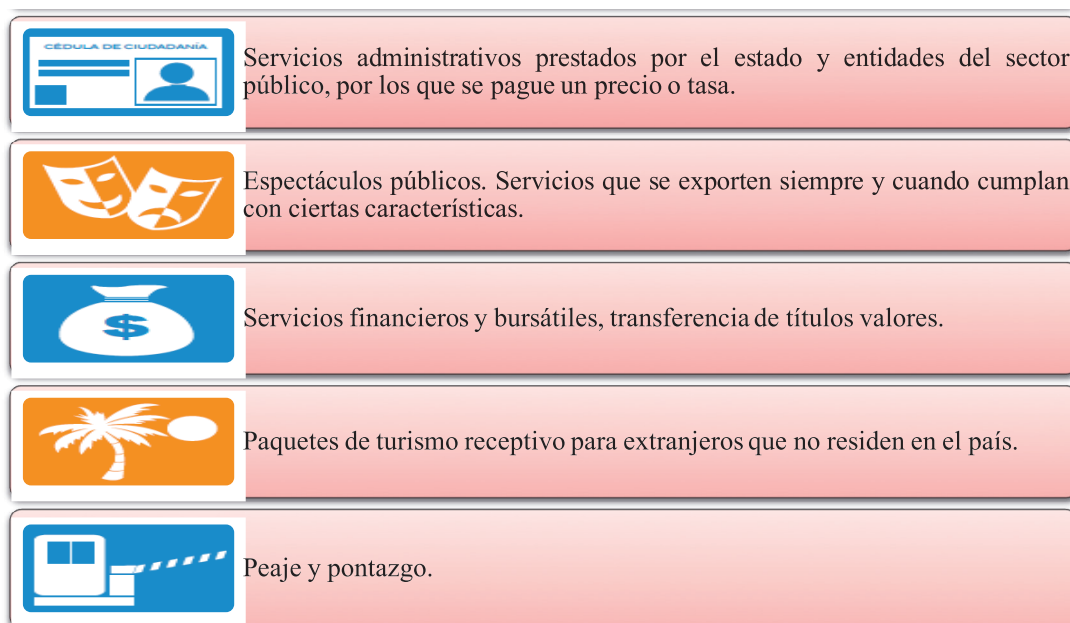 CÉDULA DE CIUDADANÍA
Servicios administrativos prestados por el estado y entidades del sector
público, por los que se pague un precio o tasa.
Espectáculos públicos. Servicios que se exporten siempre y cuando cumplan
con ciertas características.
$
Servicios financieros y bursátiles, transferencia de títulos valores.
Paquetes de turismo receptivo para extranjeros que no residen en el país.
Peaje y pontazgo.